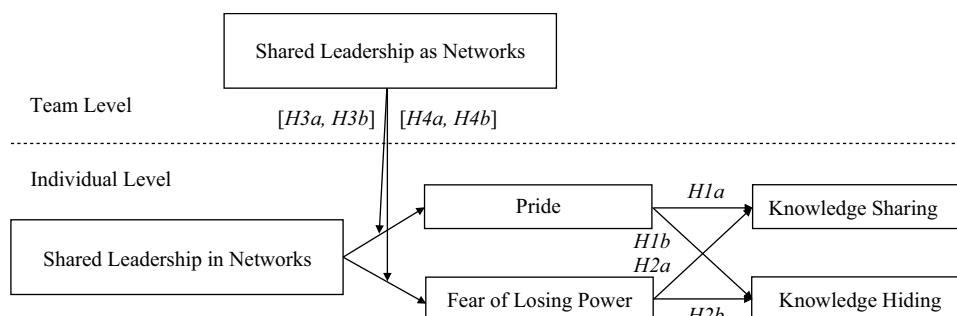 Shared Leadership as Networks
Team Level
[H3a, H3b] [H4a, H4b]
Individual Level
Pride
H1a
Knowledge Sharing
Shared Leadership in Networks
H1b
H2a
Fear of Losing Power
Knowledge Hiding
H2b